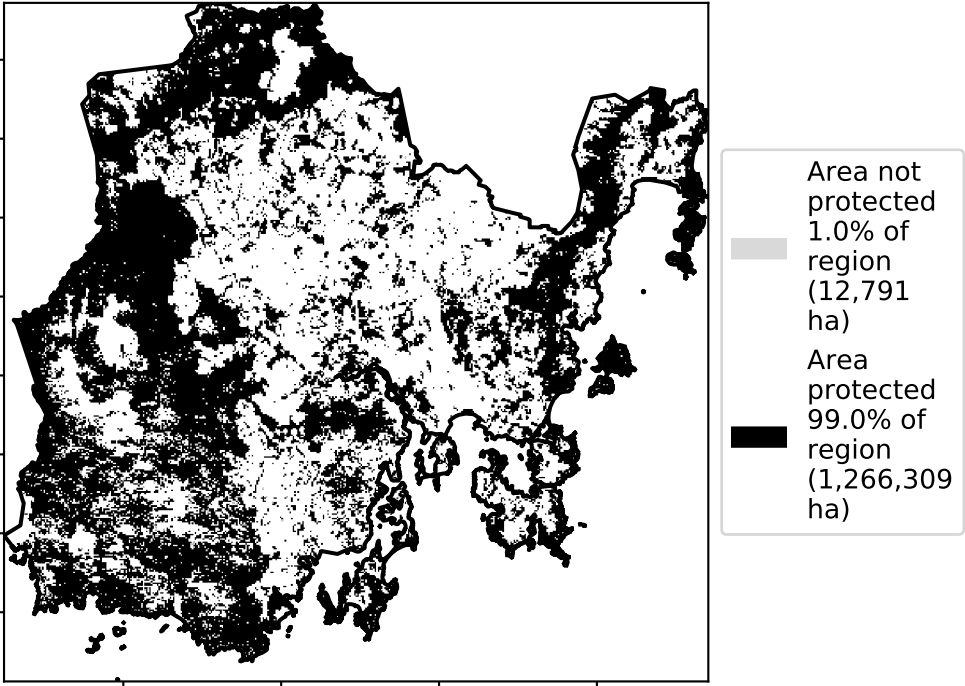 Area not
protected
1.0% of
region
(12,791
ha)
Area
protected
99.0% of
region
(1,266,309
ha)